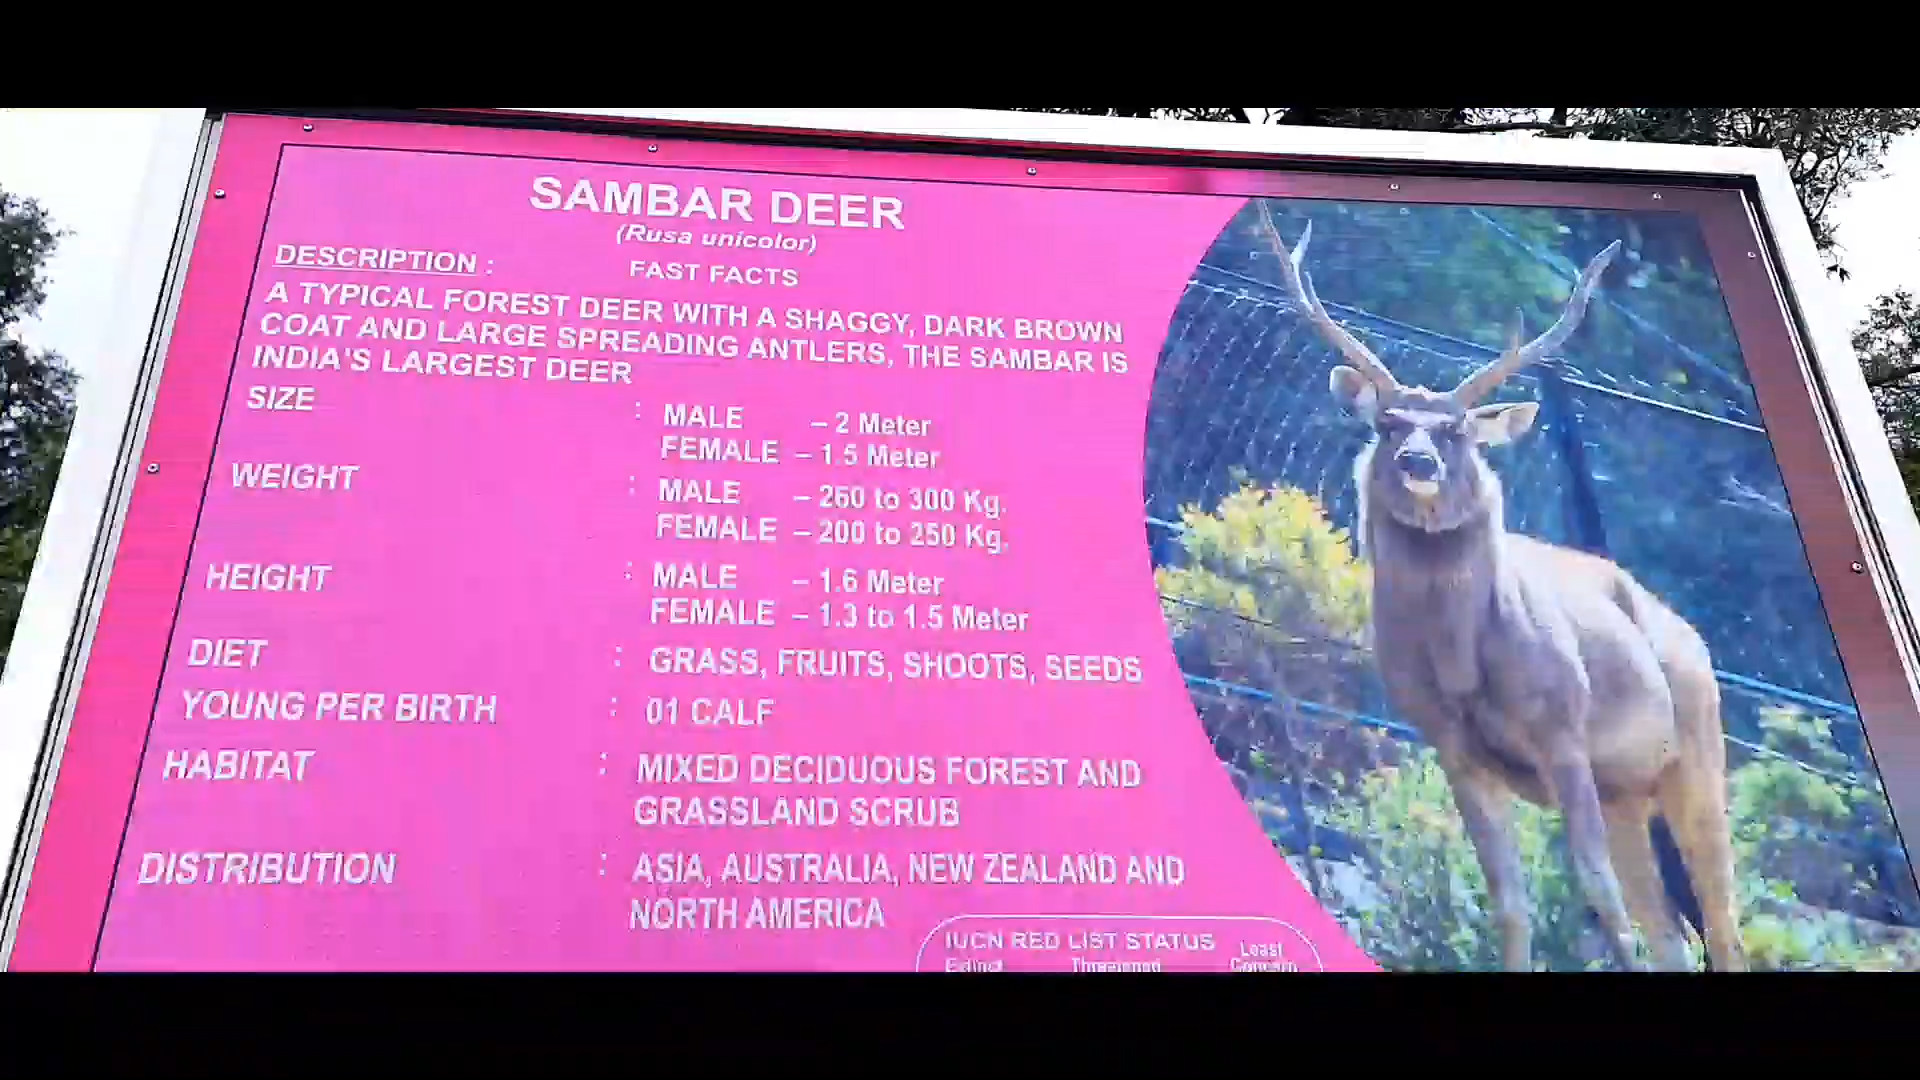 SAMBAR DEER
(Rusa unicolor)
DESCRIPTION : FAST FACTS
A TYPICAL FOREST DEER WITH A SHAGGY, DARK BROWN
COAT AND LARGE SPREADING ANTLERS, THE SAMBAR IS
INDIA'S LARGEST DEER
SIZE : MALE – 2 Meter
FEMALE – 1.5 Meter
WEIGHT : MALE – 260 to 300 Kg.
FEMALE – 200 to 250 Kg.
HEIGHT : MALE – 1.6 Meter
FEMALE – 1.3 to 1.5 Meter
DIET : GRASS, FRUITS, SHOOTS, SEEDS
YOUNG PER BIRTH : 01 CALF
HABITAT : MIXED DECIDUOUS FOREST AND
GRASSLAND SCRUB
DISTRIBUTION : ASIA, AUSTRALIA, NEW ZEALAND AND
NORTH AMERICA
IUCN RED LIST STATUS
Extinct Threatened Least
Concern